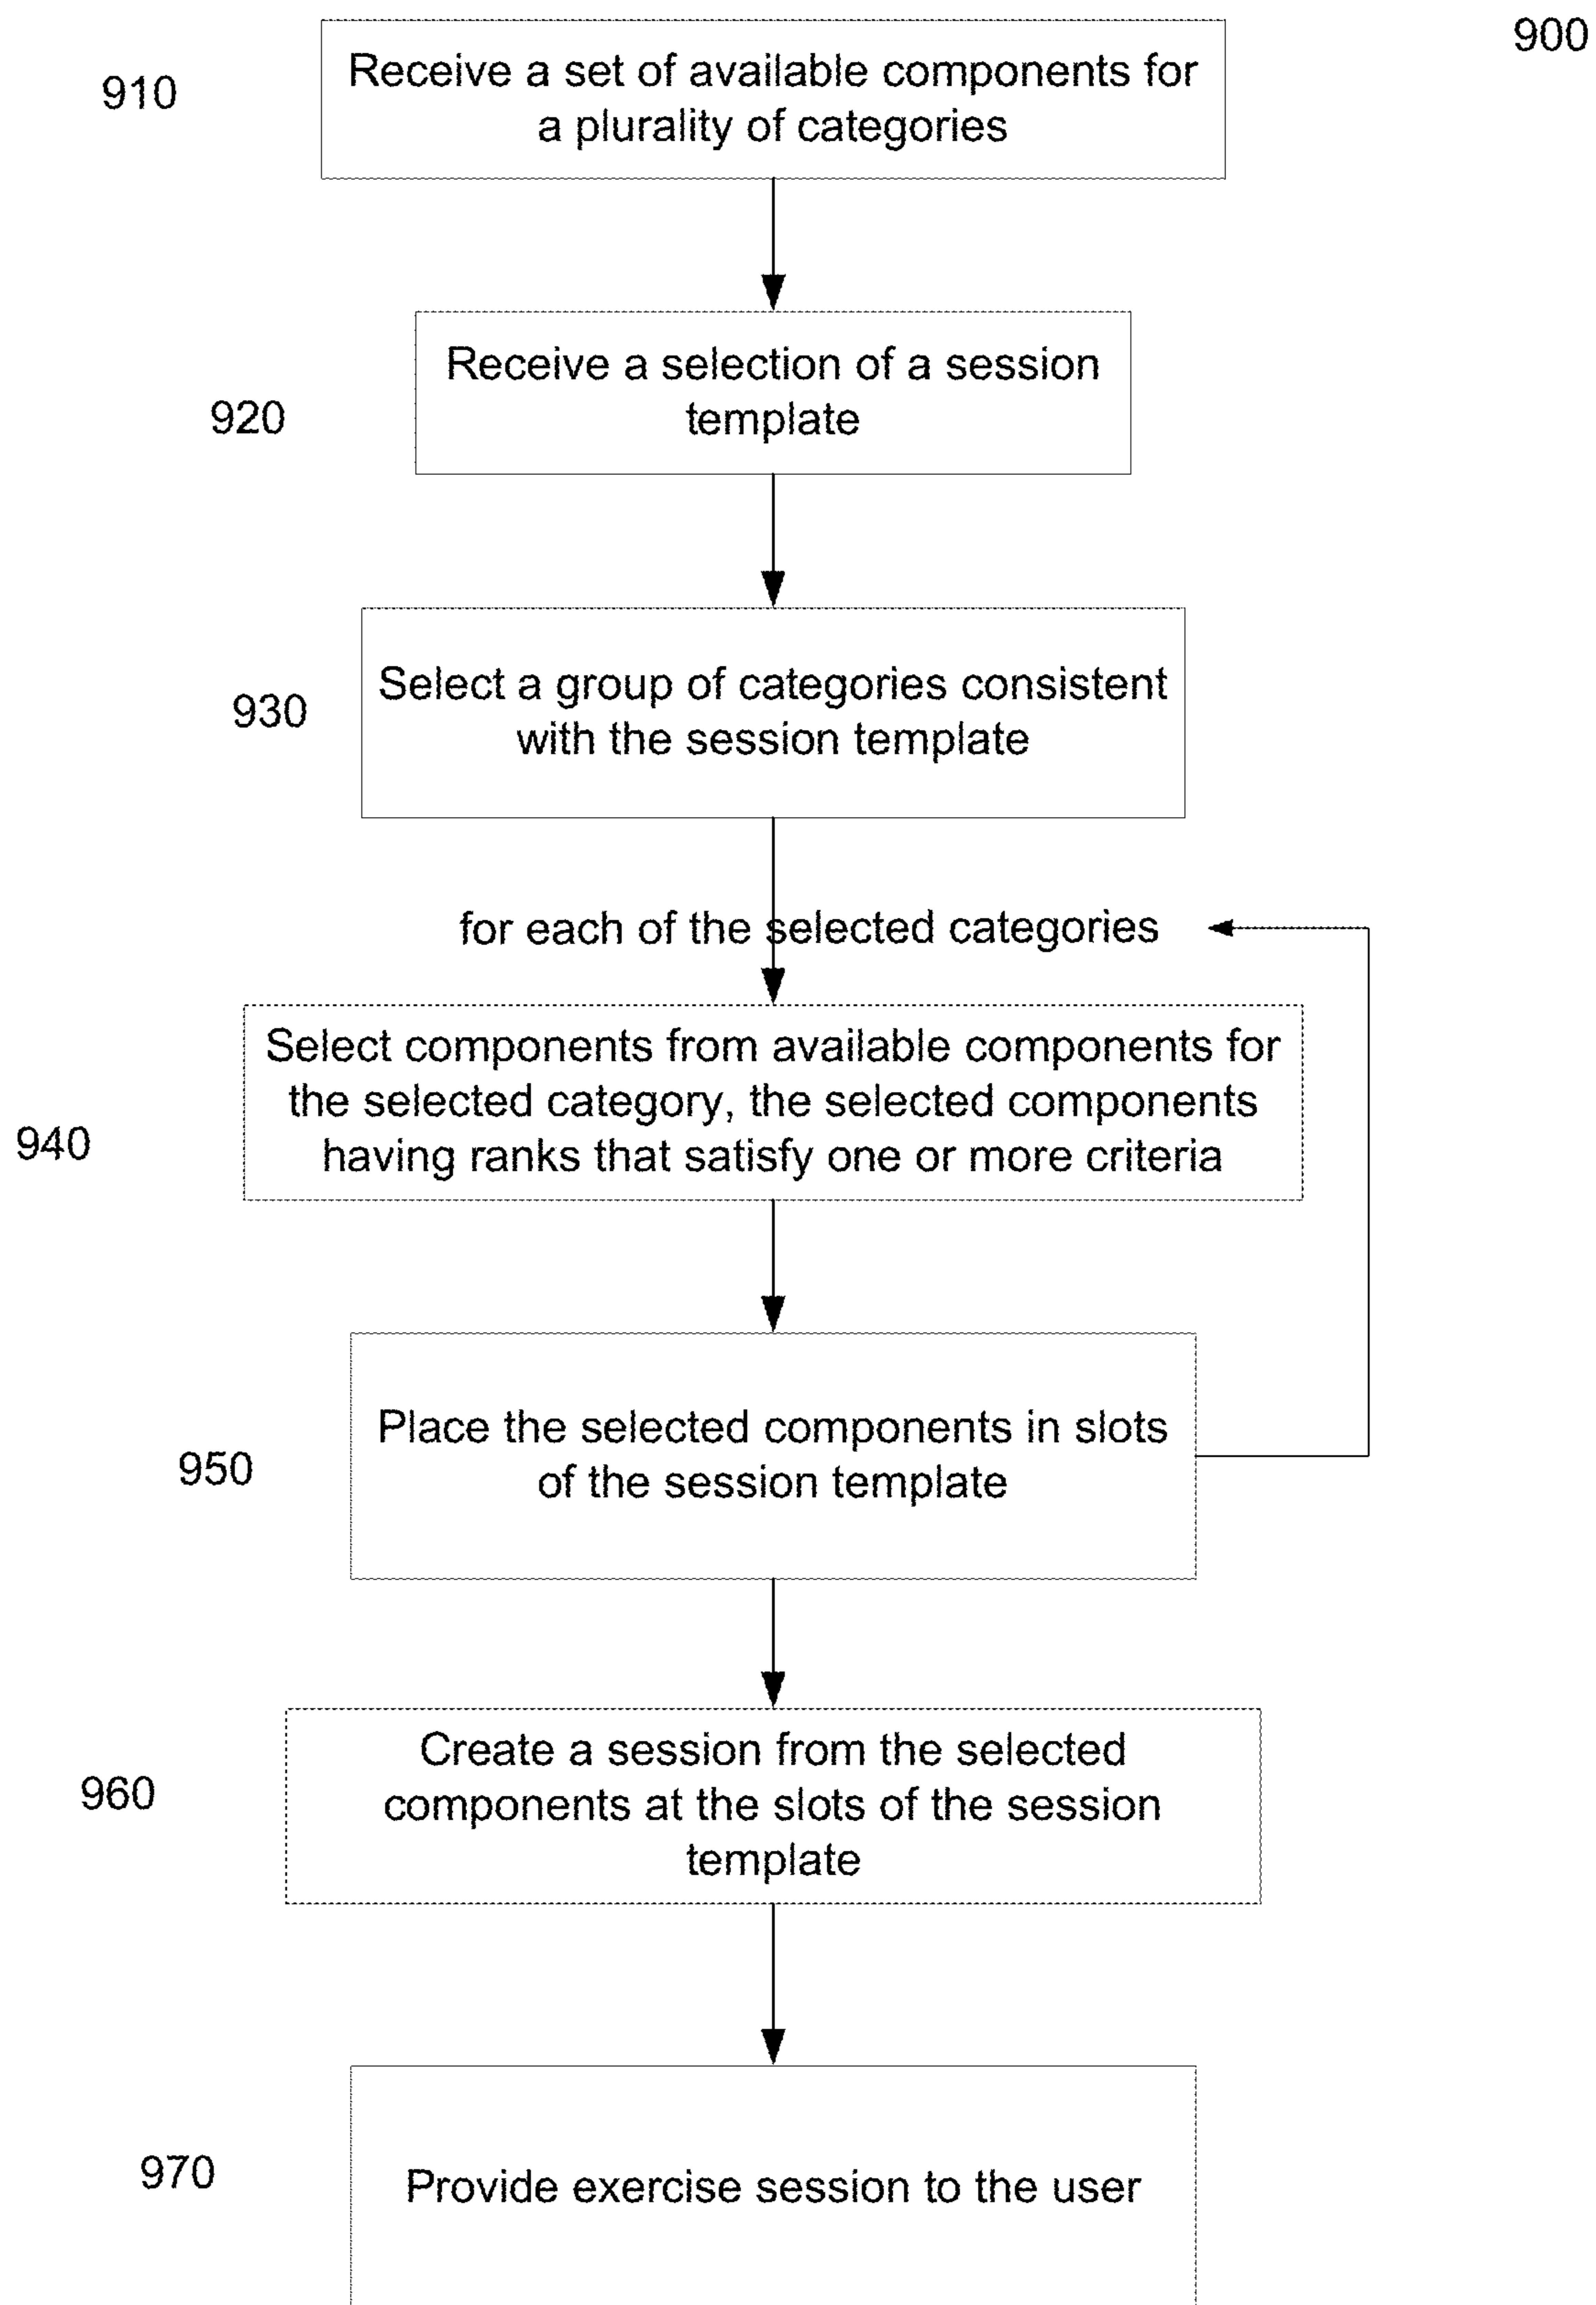 900
910
Receive a set of available components for
a plurality of categories
920
Receive a selection of a session
template
930
Select a group of categories consistent
with the session template
for each of the selected categories
940
Select components from available components for
the selected category, the selected components
having ranks that satisfy one or more criteria
950
Place the selected components in slots
of the session template
960
Create a session from the selected
components at the slots of the session
template
970
Provide exercise session to the user